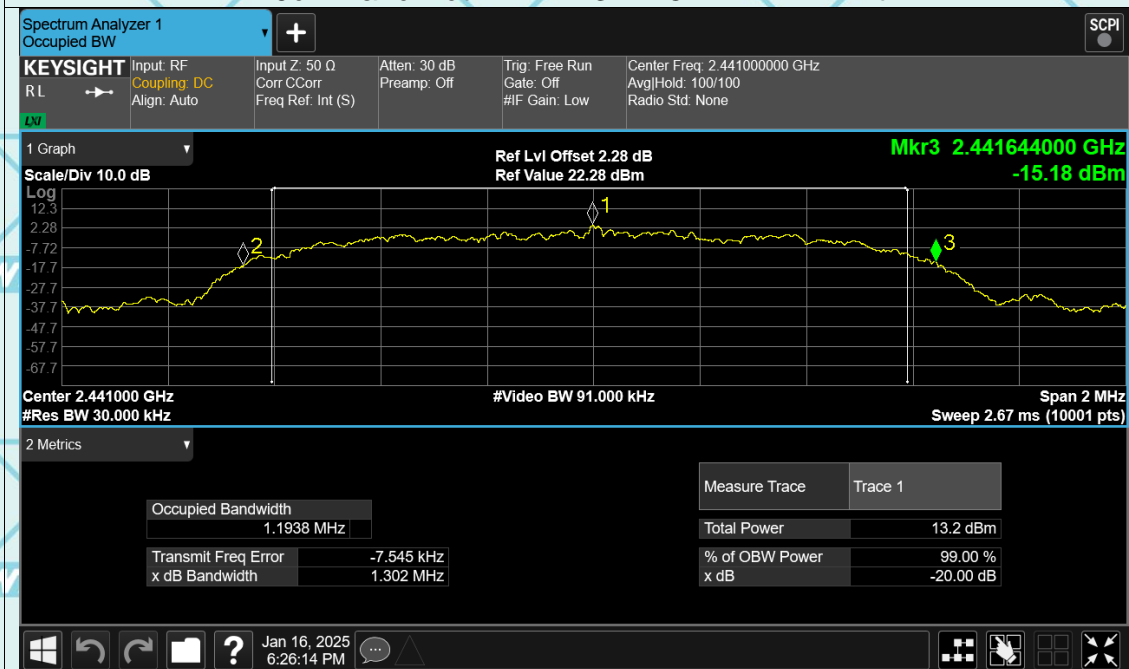 Spectrum Analyzer 1
Occupied BW
SCPI
KEYSIGHT
R L
LXI
Input: RF
Coupling: DC
Align: Auto
Input Z: 50 Ω
Corr CCorr
Freq Ref: Int (S)
Atten: 30 dB
Preamp: Off
Trig: Free Run
Gate: Off
#IF Gain: Low
Center Freq: 2.441000000 GHz
Avg|Hold: 100/100
Radio Std: None
1 Graph
Scale/Div 10.0 dB
Ref Lvl Offset 2.28 dB
Ref Value 22.28 dBm
Mkr3 2.441644000 GHz
-15.18 dBm
Log
12.3
2.28
-7.72
-17.7
-27.7
-37.7
-47.7
-57.7
-67.7
1
2
3
Center 2.441000 GHz
#Res BW 30.000 kHz
#Video BW 91.000 kHz
Span 2 MHz
Sweep 2.67 ms (10001 pts)
2 Metrics
Occupied Bandwidth
1.1938 MHz
Transmit Freq Error -7.545 kHz
x dB Bandwidth 1.302 MHz
Measure Trace Trace 1
Total Power 13.2 dBm
% of OBW Power 99.00 %
x dB -20.00 dB
?
Jan 16, 2025
6:26:14 PM